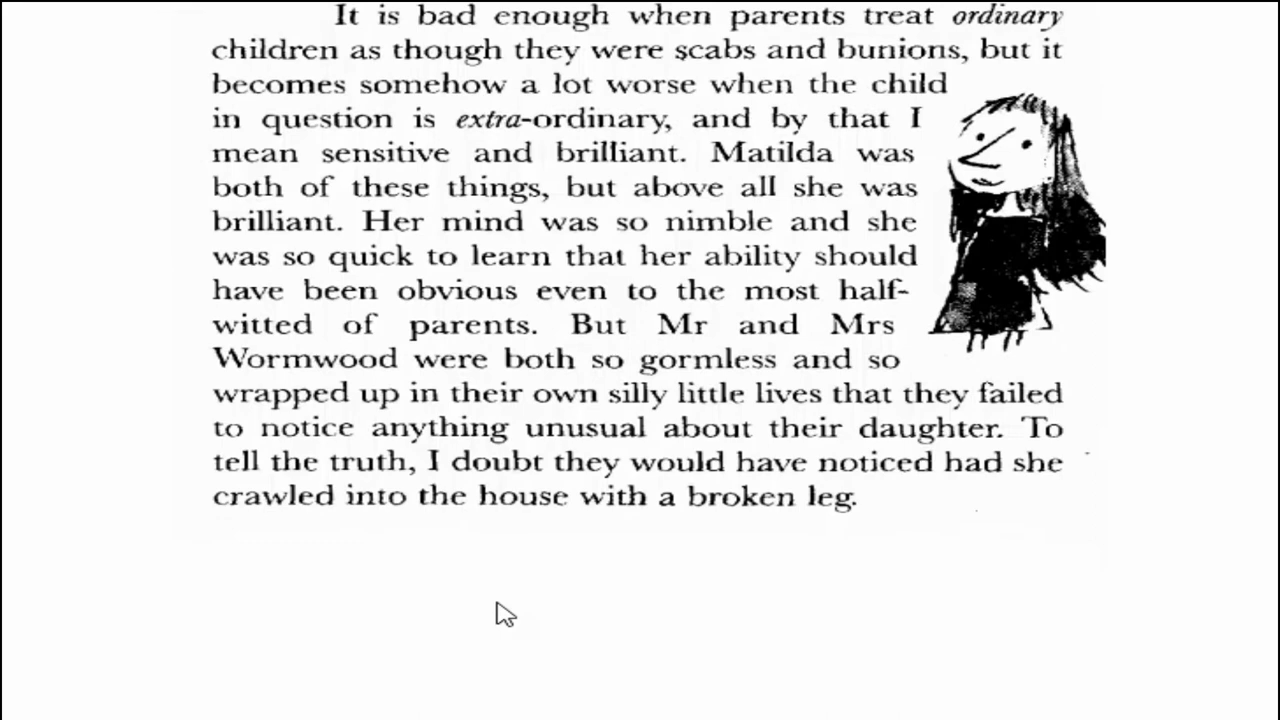 It is bad enough when parents treat ordinary
children as though they were scabs and bunions, but it
becomes somehow a lot worse when the child
in question is extra-ordinary, and by that I
mean sensitive and brilliant. Matilda was
both of these things, but above all she was
brilliant. Her mind was so nimble and she
was so quick to learn that her ability should
have been obvious even to the most half-
witted of parents. But Mr and Mrs
Wormwood were both so gormless and so
wrapped up in their own silly little lives that they failed
to notice anything unusual about their daughter. To
tell the truth, I doubt they would have noticed had she
crawled into the house with a broken leg.